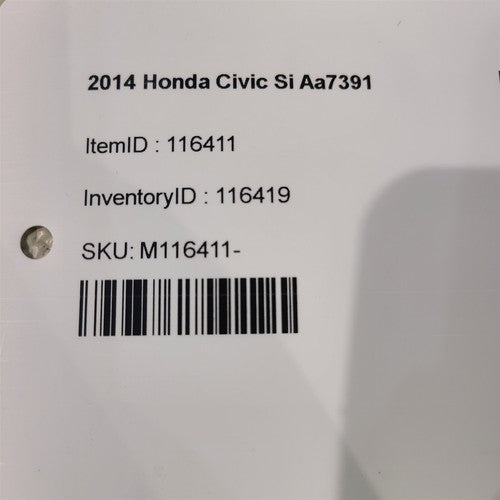 2014 Honda Civic Si Aa7391
ItemID : 116411
InventoryID : 116419
SKU: M116411-